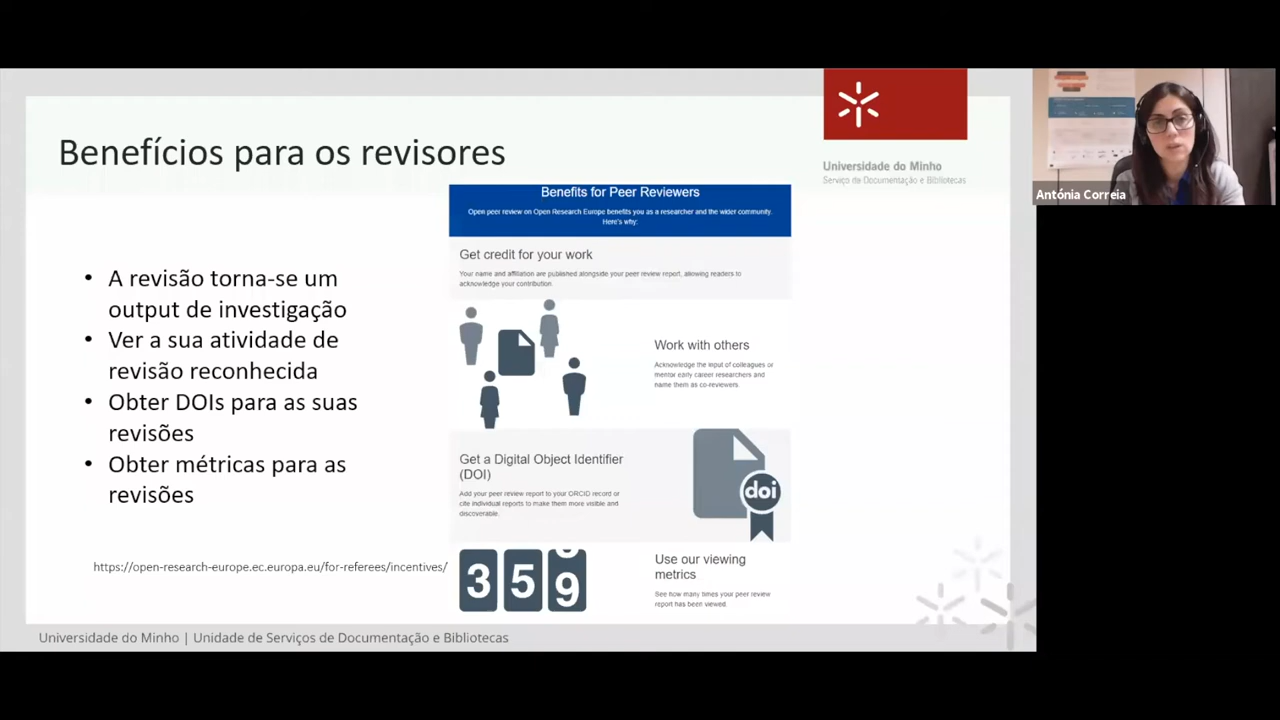 Benefícios para os revisores
Universidade do Minho
Serviço de Documentação e Bibliotecas
Antónia Correia
• A revisão torna-se um
output de investigação
• Ver a sua atividade de
revisão reconhecida
• Obter DOIs para as suas
revisões
• Obter métricas para as
revisões
https://open-research-europe.ec.europa.eu/for-referees/incentives/
Benefits for Peer Reviewers
Open peer review on Open Research Europe benefits you as a researcher and the wider community.
Here's why:
Get credit for your work
Your name and affiliation are published alongside your peer review report, allowing readers to
acknowledge your contribution.
Work with others
Acknowledge the input of colleagues or
mentor early career researchers and
name them as co-reviewers.
Get a Digital Object Identifier
(DOI)
Add your peer review report to your ORCID record or
cite individual reports to make them more visible and
discoverable.
doi
359
Use our viewing
metrics
See how many times your peer review
report has been viewed.
Universidade do Minho | Unidade de Serviços de Documentação e Bibliotecas